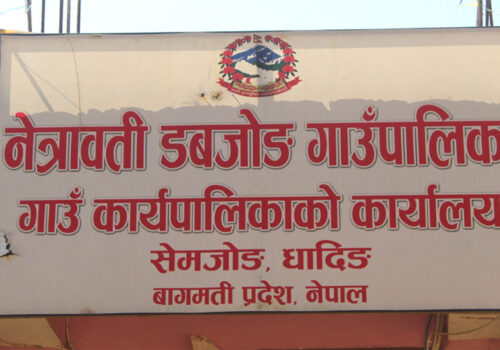 नेत्रावती डबजोङ गाउँपालिक
गाउँ कार्यपालिकाको कार्यालय
सेमजोङ, धादिङ
बागमती प्रदेश, नेपाल